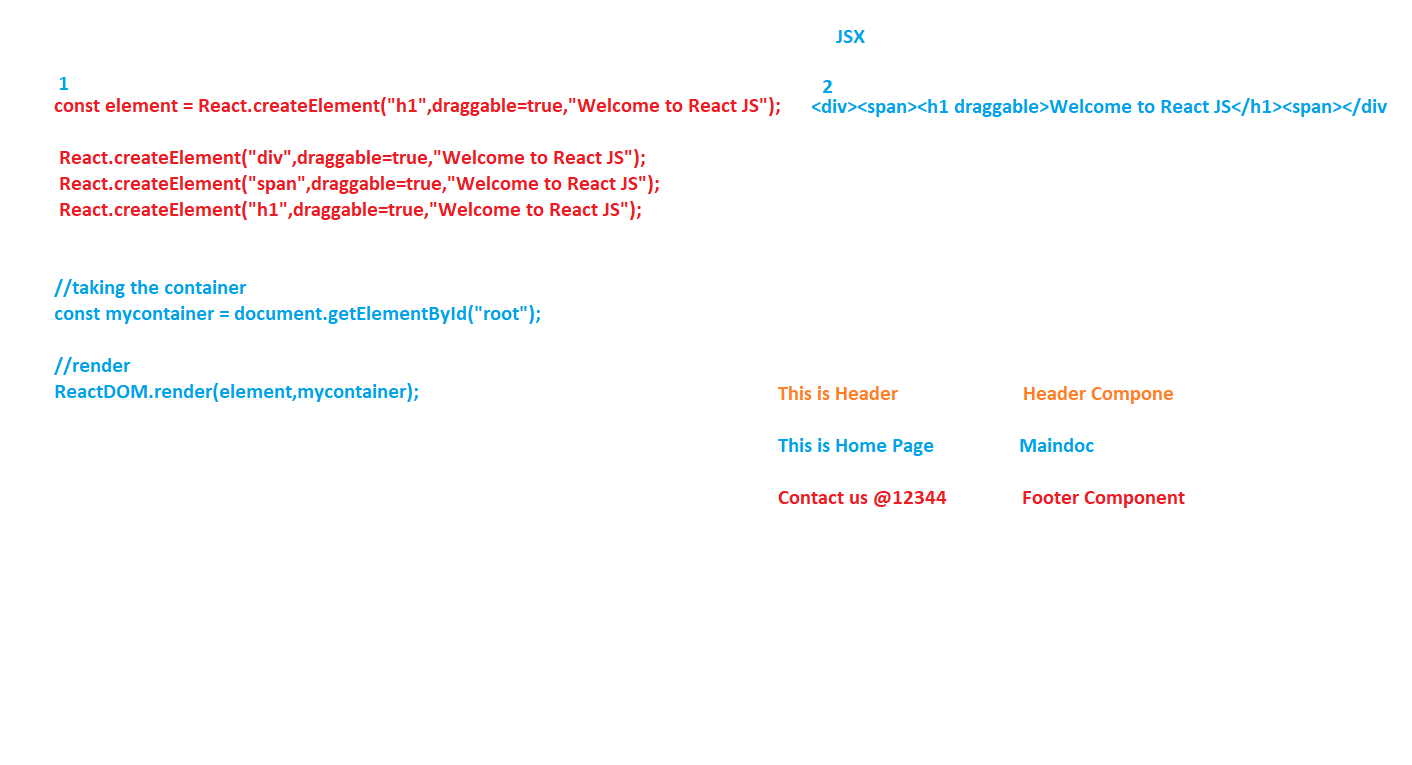 JSX
1
const element = React.createElement("h1",draggable=true,"Welcome to React JS");
2
<div><span><h1 draggable>Welcome to React JS</h1><span></div
React.createElement("div",draggable=true,"Welcome to React JS");
React.createElement("span",draggable=true,"Welcome to React JS");
React.createElement("h1",draggable=true,"Welcome to React JS");
//taking the container
const mycontainer = document.getElementById("root");
//render
ReactDOM.render(element,mycontainer);
This is Header Header Compone
This is Home Page Maindoc
Contact us @12344 Footer Component